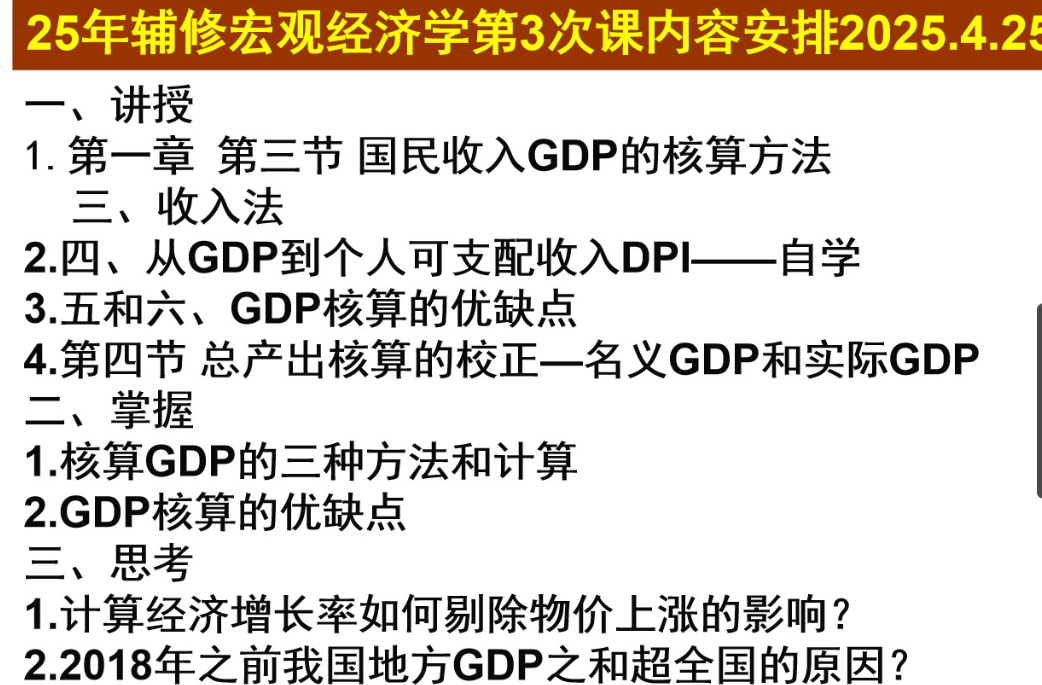 25年辅修宏观经济学第3次课内容安排2025.4.25
一、讲授
1. 第一章 第三节 国民收入GDP的核算方法
三、收入法
2.四、从GDP到个人可支配收入DPI——自学
3.五和六、GDP核算的优缺点
4.第四节 总产出核算的校正—名义GDP和实际GDP
二、掌握
1.核算GDP的三种方法和计算
2.GDP核算的优缺点
三、思考
1.计算经济增长率如何剔除物价上涨的影响？
2.2018年之前我国地方GDP之和超全国的原因？